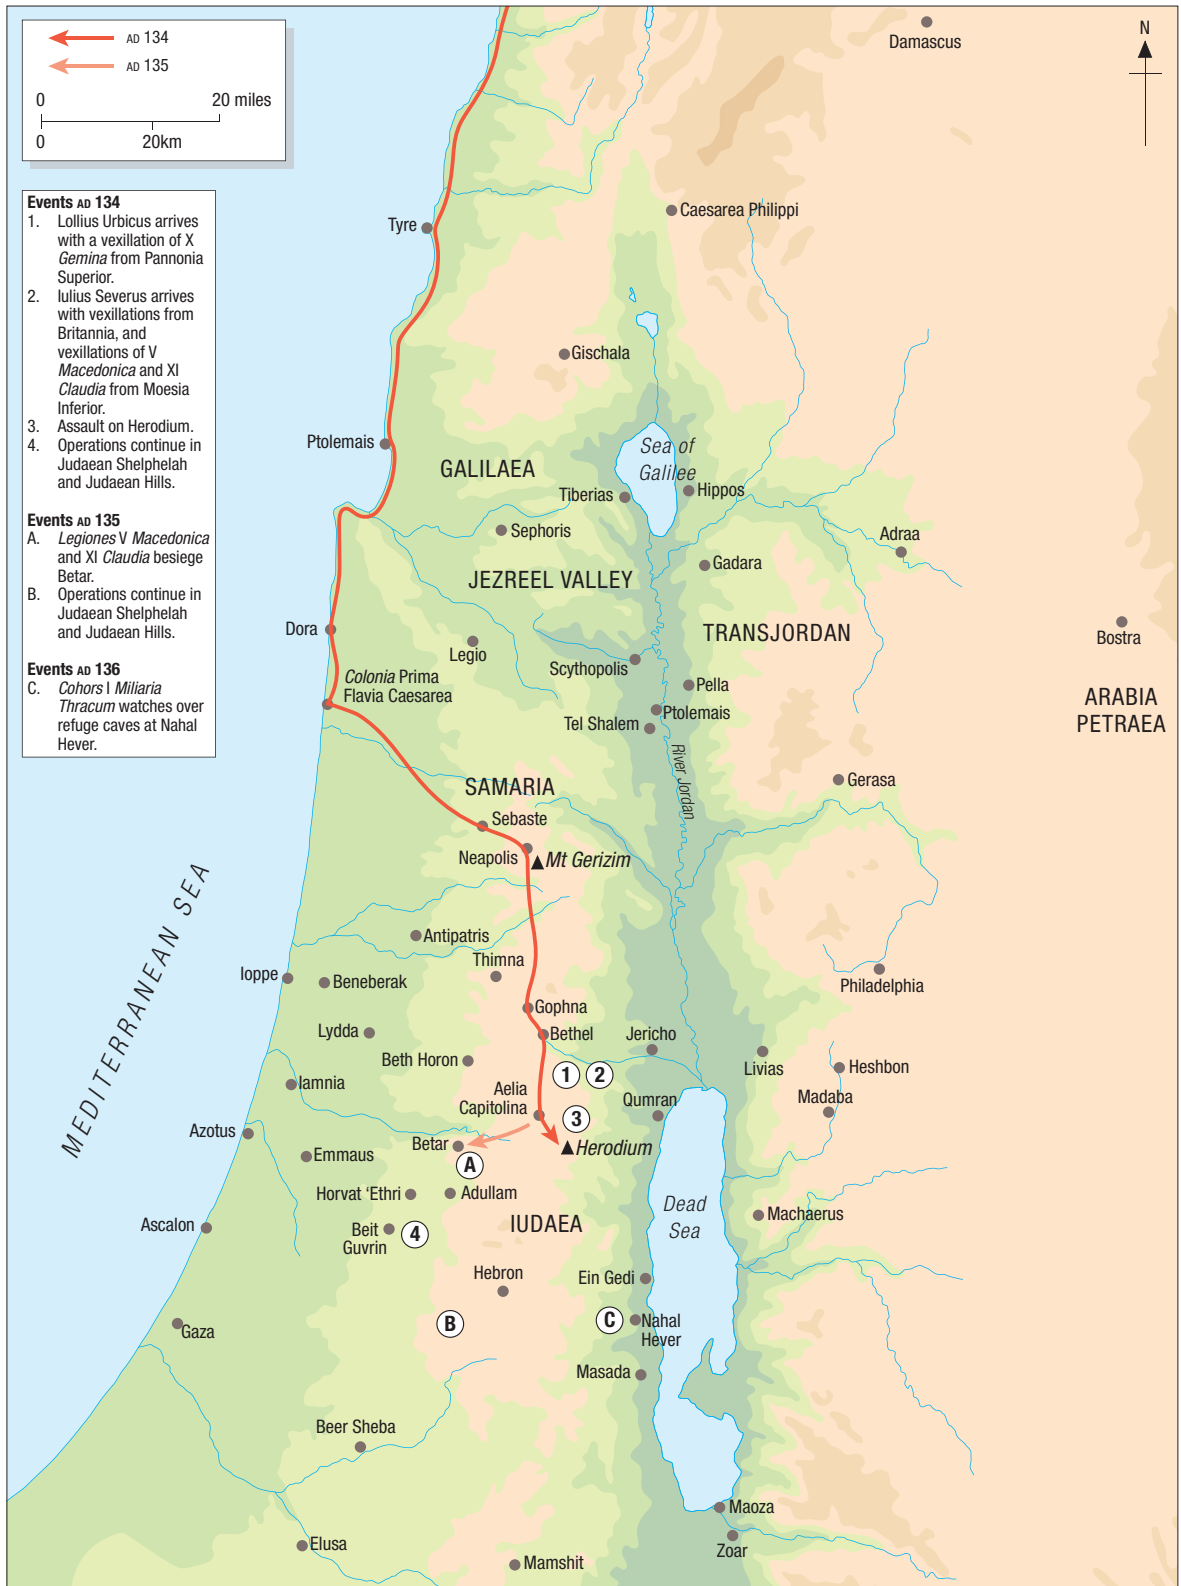 AD 134
AD 135
0
20 miles
0
20km
Events AD 134
1. Lollius Urbicus arrives
with a vexillation of X
Gemina from Pannonia
Superior.
2. Iulius Severus arrives
with vexillations from
Britannia, and
vexillations of V
Macedonica and XI
Claudia from Moesia
Inferior.
3. Assault on Herodium.
4. Operations continue in
Judaean Shelphelah
and Judaean Hills.
Events AD 135
A. Legiones V Macedonica
and XI Claudia besiege
Betar.
B. Operations continue in
Judaean Shelphelah
and Judaean Hills.
Events AD 136
C. Cohors I Miliaria
Thracum watches over
refuge caves at Nahal
Hever.
N
Damascus
Caesarea Philippi
Tyre
Gischala
Ptolemais
GALILAEA
Sea of
Galilee
Tiberias
Hippos
Sephoris
Adraa
Gadara
JEZREEL VALLEY
Dora
TRANSJORDAN
Bostra
Legio
Scythopolis
Colonia Prima
Flavia Caesarea
Pella
Ptolemais
Tel Shalem
ARABIA
PETRAEA
River Jordan
Gerasa
SAMARIA
Sebaste
Neapolis
Mt Gerizim
MEDITERRANEAN SEA
Antipatris
Thimna
Ioppe
Beneberak
Philadelphia
Gophna
Lydda
Bethel
Jericho
Beth Horon
Livias
Heshbon
1
2
Iamnia
Aelia
Capitolina
Qumran
Madaba
3
Azotus
Betar
Herodium
Emmaus
A
Horvat ‘Ethri
Adullam
Dead
Sea
Machaerus
Ascalon
Beit
Guvrin
4
IUDAEA
Hebron
Ein Gedi
Gaza
B
C
Nahal
Hever
Masada
Beer Sheba
Maoza
Elusa
Zoar
Mamshit